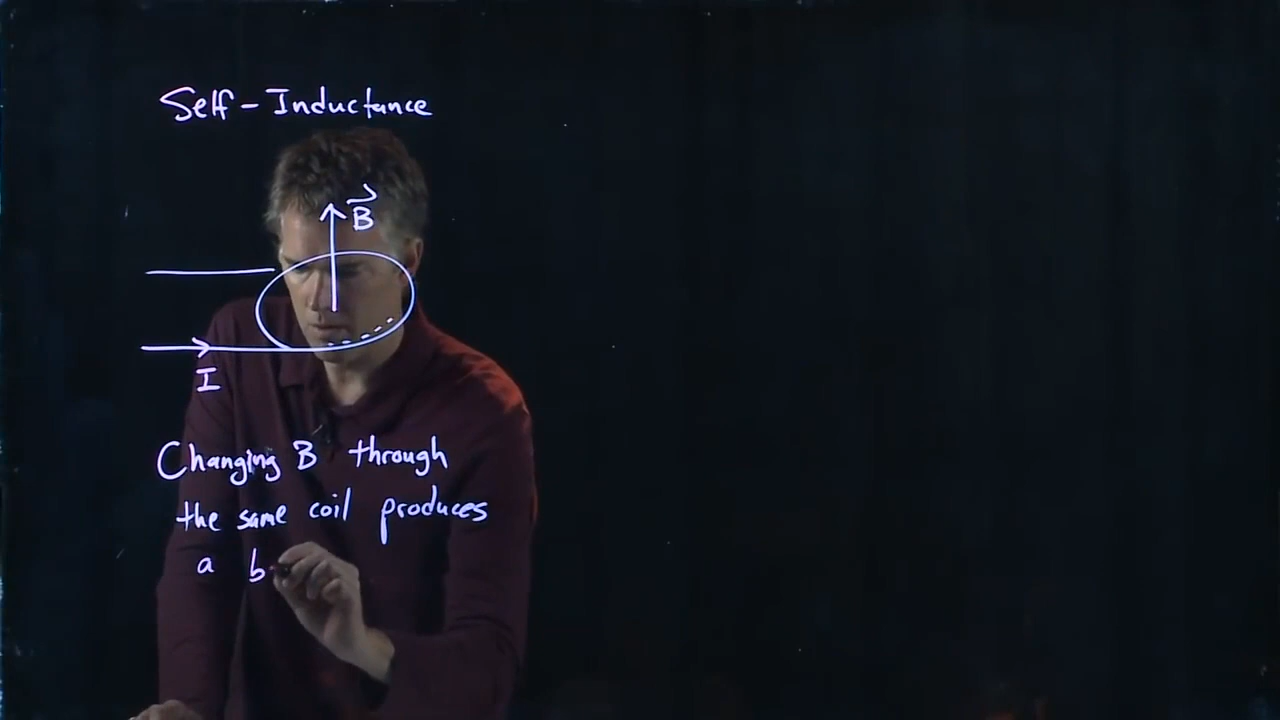 Self-Inductance
B
I
Changing B through
the same coil produces
a b